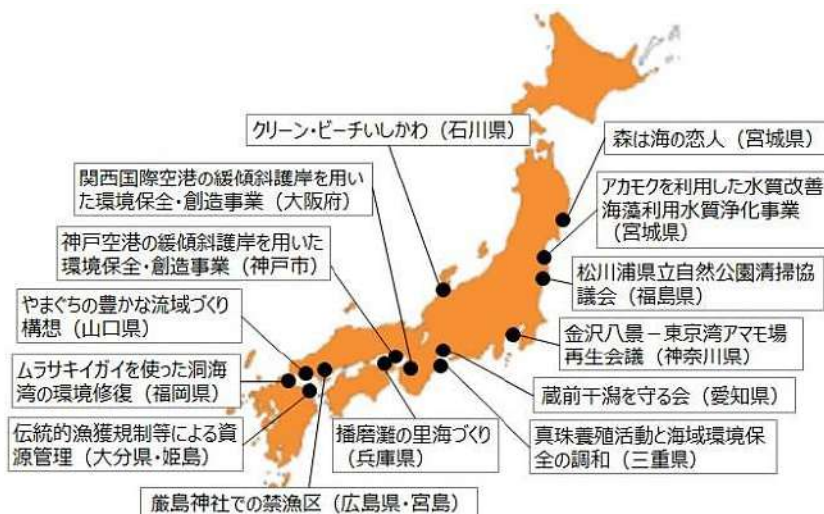 クリーン・ビーチいしかわ（石川県）
森は海の恋人（宮城県）
関西国際空港の緩傾斜護岸を用い
た環境保全・創造事業（大阪府）
アカモクを利用した水質改善
海藻利用水質浄化事業
（宮城県）
神戸空港の緩傾斜護岸を用いた
環境保全・創造事業（神戸市）
松川浦県立自然公園清掃協
議会（福島県）
やまぐちの豊かな流域づくり
構想（山口県）
金沢八景－東京湾アマモ場
再生会議（神奈川県）
ムラサキイガイを使った洞海
湾の環境修復（福岡県）
蔵前干潟を守る会（愛知県）
伝統的漁獲規制等による資
源管理（大分県・姫島）
播磨灘の里海づくり
（兵庫県）
真珠養殖活動と海域環境保
全の調和（三重県）
厳島神社での禁漁区（広島県・宮島）